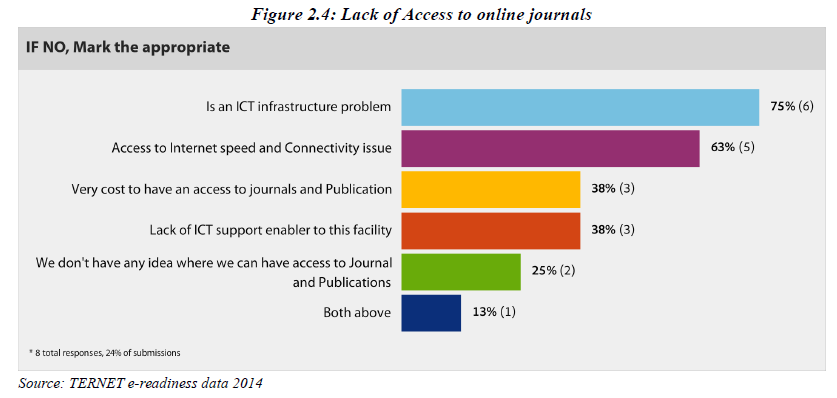 Figure 2.4: Lack of Access to online journals
IF NO, Mark the appropriate
Is an ICT infrastructure problem
75% (6)
Access to Internet speed and Connectivity issue
63% (5)
Very cost to have an access to journals and Publication
38% (3)
Lack of ICT support enabler to this facility
38% (3)
We don't have any idea where we can have access to Journal
and Publications
25% (2)
Both above
13% (1)
* 8 total responses, 24% of submissions
Source: TERNET e-readiness data 2014